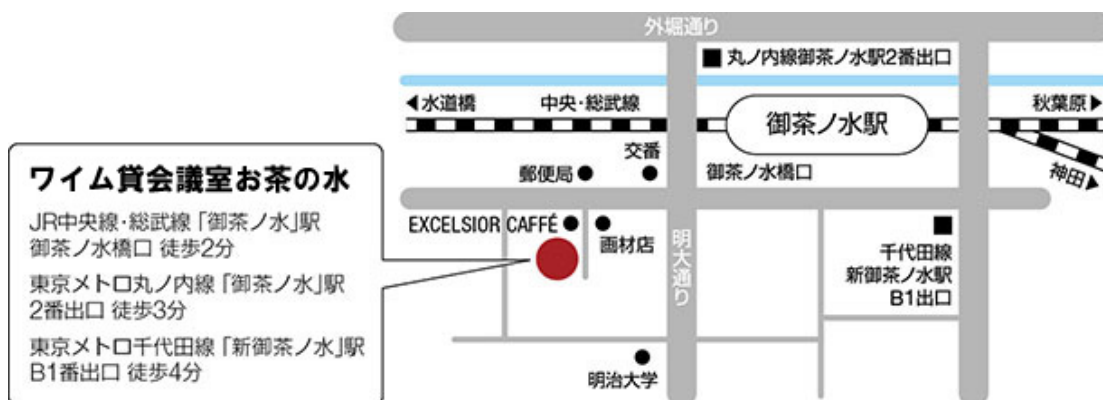 外堀通り
■丸ノ内線御茶ノ水駅2番出口
◀水道橋
中央・総武線
御茶ノ水駅
秋葉原▶
神田▶
交番
郵便局●
御茶ノ水橋口
ワイム貸会議室お茶の水
JR中央線・総武線「御茶ノ水」駅
御茶ノ水橋口 徒歩2分
東京メトロ丸ノ内線「御茶ノ水」駅
2番出口 徒歩3分
東京メトロ千代田線「新御茶ノ水」駅
B1番出口 徒歩4分
EXCELSIOR CAFFÉ●
画材店
明大通り
千代田線
新御茶ノ水駅
B1出口
明治大学